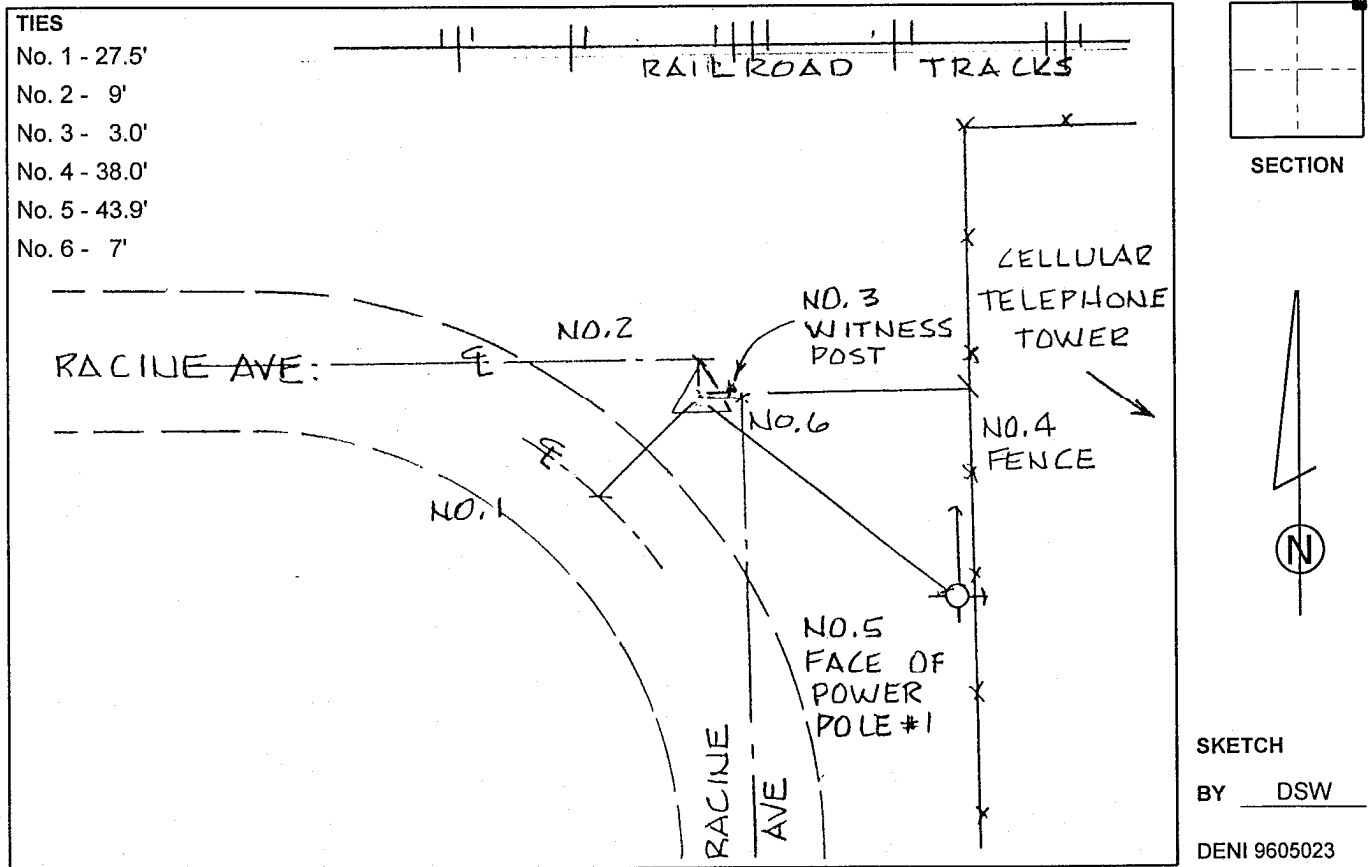 TIES
No. 1 - 27.5'
No. 2 - 9'
No. 3 - 3.0'
No. 4 - 38.0'
No. 5 - 43.9'
No. 6 - 7'
RAILROAD TRACKS
SECTION
CELLULAR
TELEPHONE
TOWER
NO. 3
WITNESS
POST
NO. 2
RACINE AVE.
℄
℄
NO. 6
NO. 4
FENCE
NO. 1
N
NO. 5
FACE OF
POWER
POLE #1
RACINE
AVE
SKETCH
BY DSW
DENI 9605023